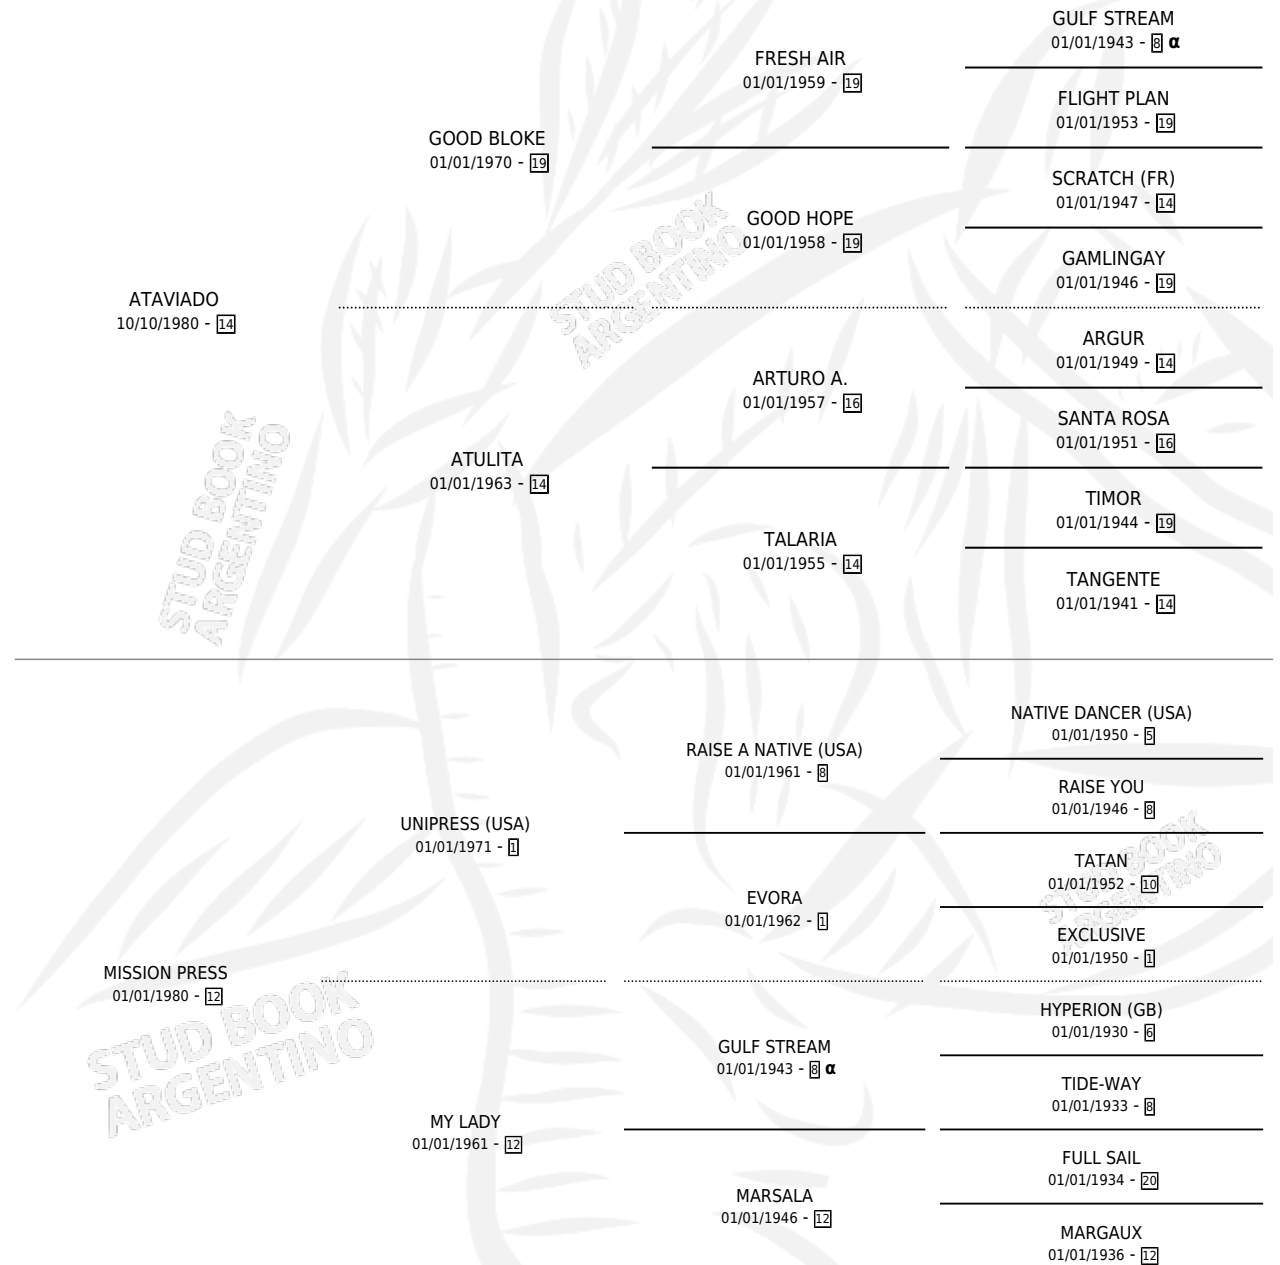 GULF STREAM
01/01/1943 - 8 α
FRESH AIR
01/01/1959 - 19
FLIGHT PLAN
01/01/1953 - 19
GOOD BLOKE
01/01/1970 - 19
SCRATCH (FR)
01/01/1947 - 14
GOOD HOPE
01/01/1958 - 19
GAMLINGAY
01/01/1946 - 19
STUD BOOK
ARGENTINO
ATAVIADO
10/10/1980 - 14
ARGUR
01/01/1949 - 14
ARTURO A.
01/01/1957 - 16
SANTA ROSA
01/01/1951 - 16
ATULITA
01/01/1963 - 14
TIMOR
01/01/1944 - 19
TALARIA
01/01/1955 - 14
TANGENTE
01/01/1941 - 14
STUD BOOK
ARGENTINO
NATIVE DANCER (USA)
01/01/1950 - 5
RAISE A NATIVE (USA)
01/01/1961 - 8
RAISE YOU
01/01/1946 - 8
UNIPRESS (USA)
01/01/1971 - 1
TATAN
01/01/1952 - 10
EVORA
01/01/1962 - 1
EXCLUSIVE
01/01/1950 - 1
STUD BOOK
ARGENTINO
MISSION PRESS
01/01/1980 - 12
HYPERION (GB)
01/01/1930 - 6
GULF STREAM
01/01/1943 - 8 α
TIDE-WAY
01/01/1933 - 8
STUD BOOK
ARGENTINO
MY LADY
01/01/1961 - 12
FULL SAIL
01/01/1934 - 20
MARSALA
01/01/1946 - 12
MARGAUX
01/01/1936 - 12